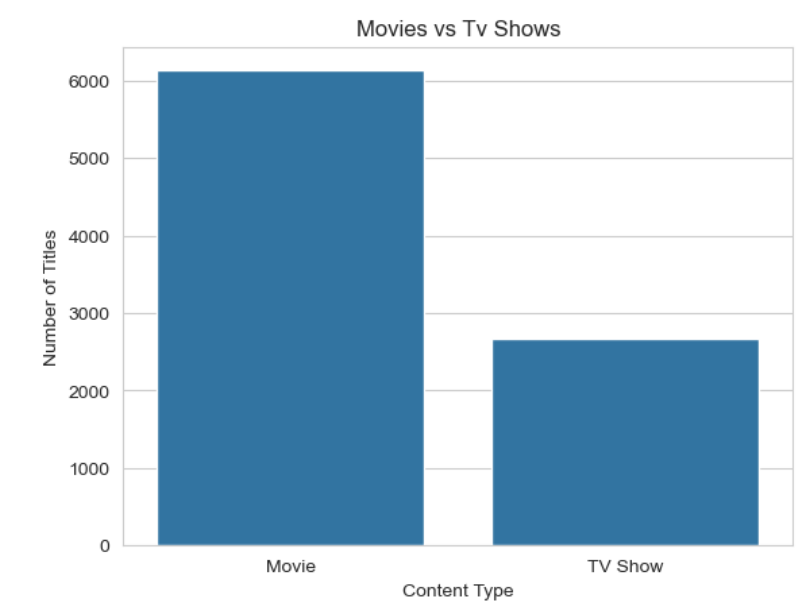 Movies vs Tv Shows
Number of Titles
6000
5000
4000
3000
2000
1000
0
Movie
TV Show
Content Type